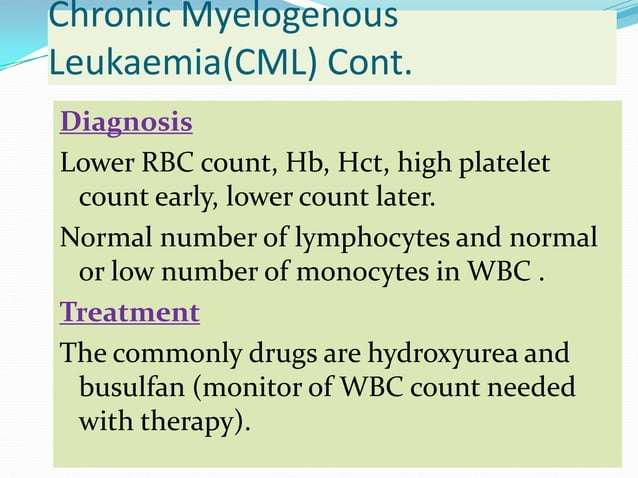 Chronic Myelogenous
Leukaemia(CML) Cont.
Diagnosis
Lower RBC count, Hb, Hct, high platelet
count early, lower count later.
Normal number of lymphocytes and normal
or low number of monocytes in WBC .
Treatment
The commonly drugs are hydroxyurea and
busulfan (monitor of WBC count needed
with therapy).